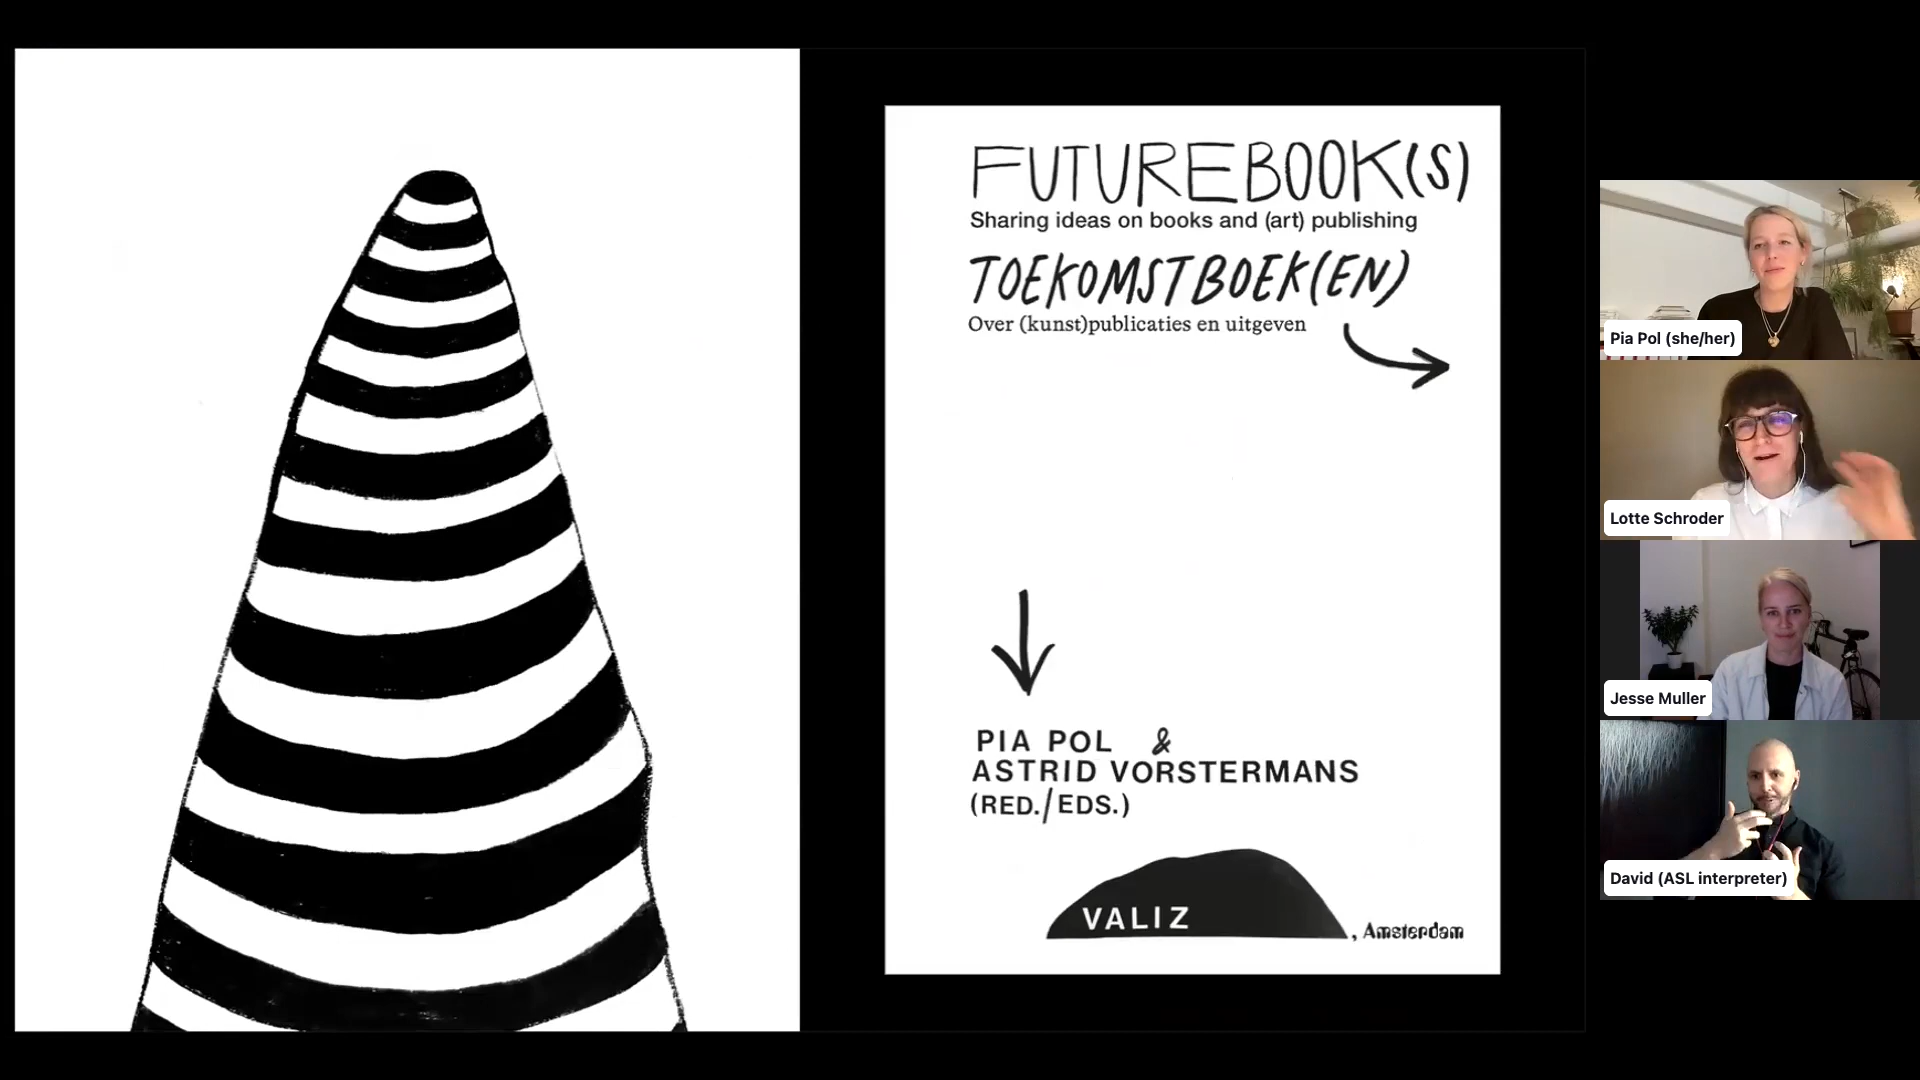 FUTUREBOOK(S)
Sharing ideas on books and (art) publishing
TOEKOMSTBOEK(EN)
Over (kunst)publicaties en uitgeven
PIA POL &
ASTRID VORSTERMANS
(RED./EDS.)
VALIZ, Amsterdam
Pia Pol (she/her)
Lotte Schroder
Jesse Muller
David (ASL interpreter)